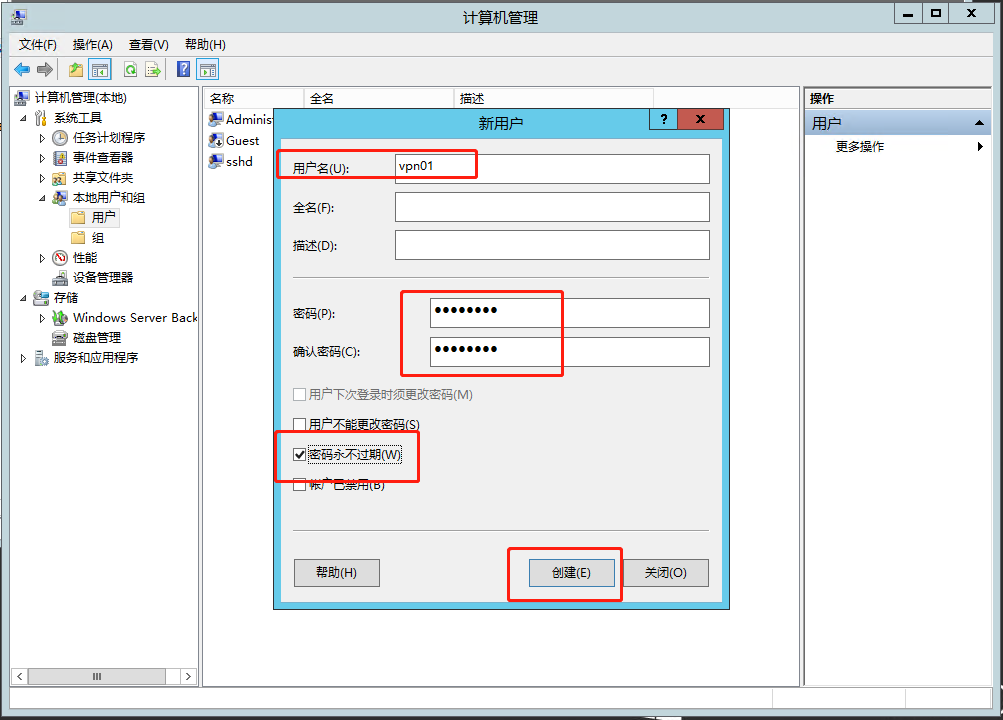 计算机管理
文件(F) 操作(A) 查看(V) 帮助(H)
计算机管理(本地)
系统工具
任务计划程序
事件查看器
共享文件夹
本地用户和组
用户
组
性能
设备管理器
存储
Windows Server Back
磁盘管理
服务和应用程序
名称 全名 描述
Adminis
Guest
sshd
新用户
?
用户名(U): vpn01
全名(F):
描述(D):
密码(P): ●●●●●●●●
确认密码(C): ●●●●●●●●
用户下次登录时须更改密码(M)
用户不能更改密码(S)
密码永不过期(W)
帐户已禁用(B)
帮助(H) 创建(E) 关闭(O)
操作
用户
更多操作